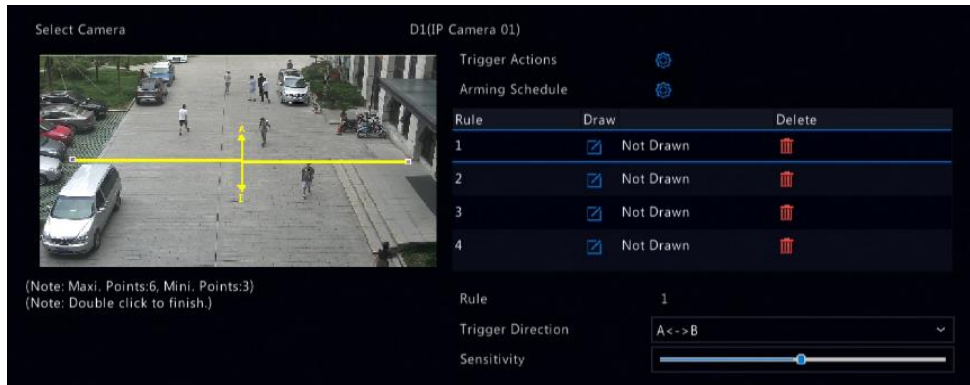 Select Camera D1(IP Camera 01)
Trigger Actions
Arming Schedule
Rule Draw Delete
1 Not Drawn
2 Not Drawn
3 Not Drawn
4 Not Drawn
A
(Note: Maxi. Points:6, Mini. Points:3)
(Note: Double click to finish.)
Rule 1
Trigger Direction A<->B
Sensitivity